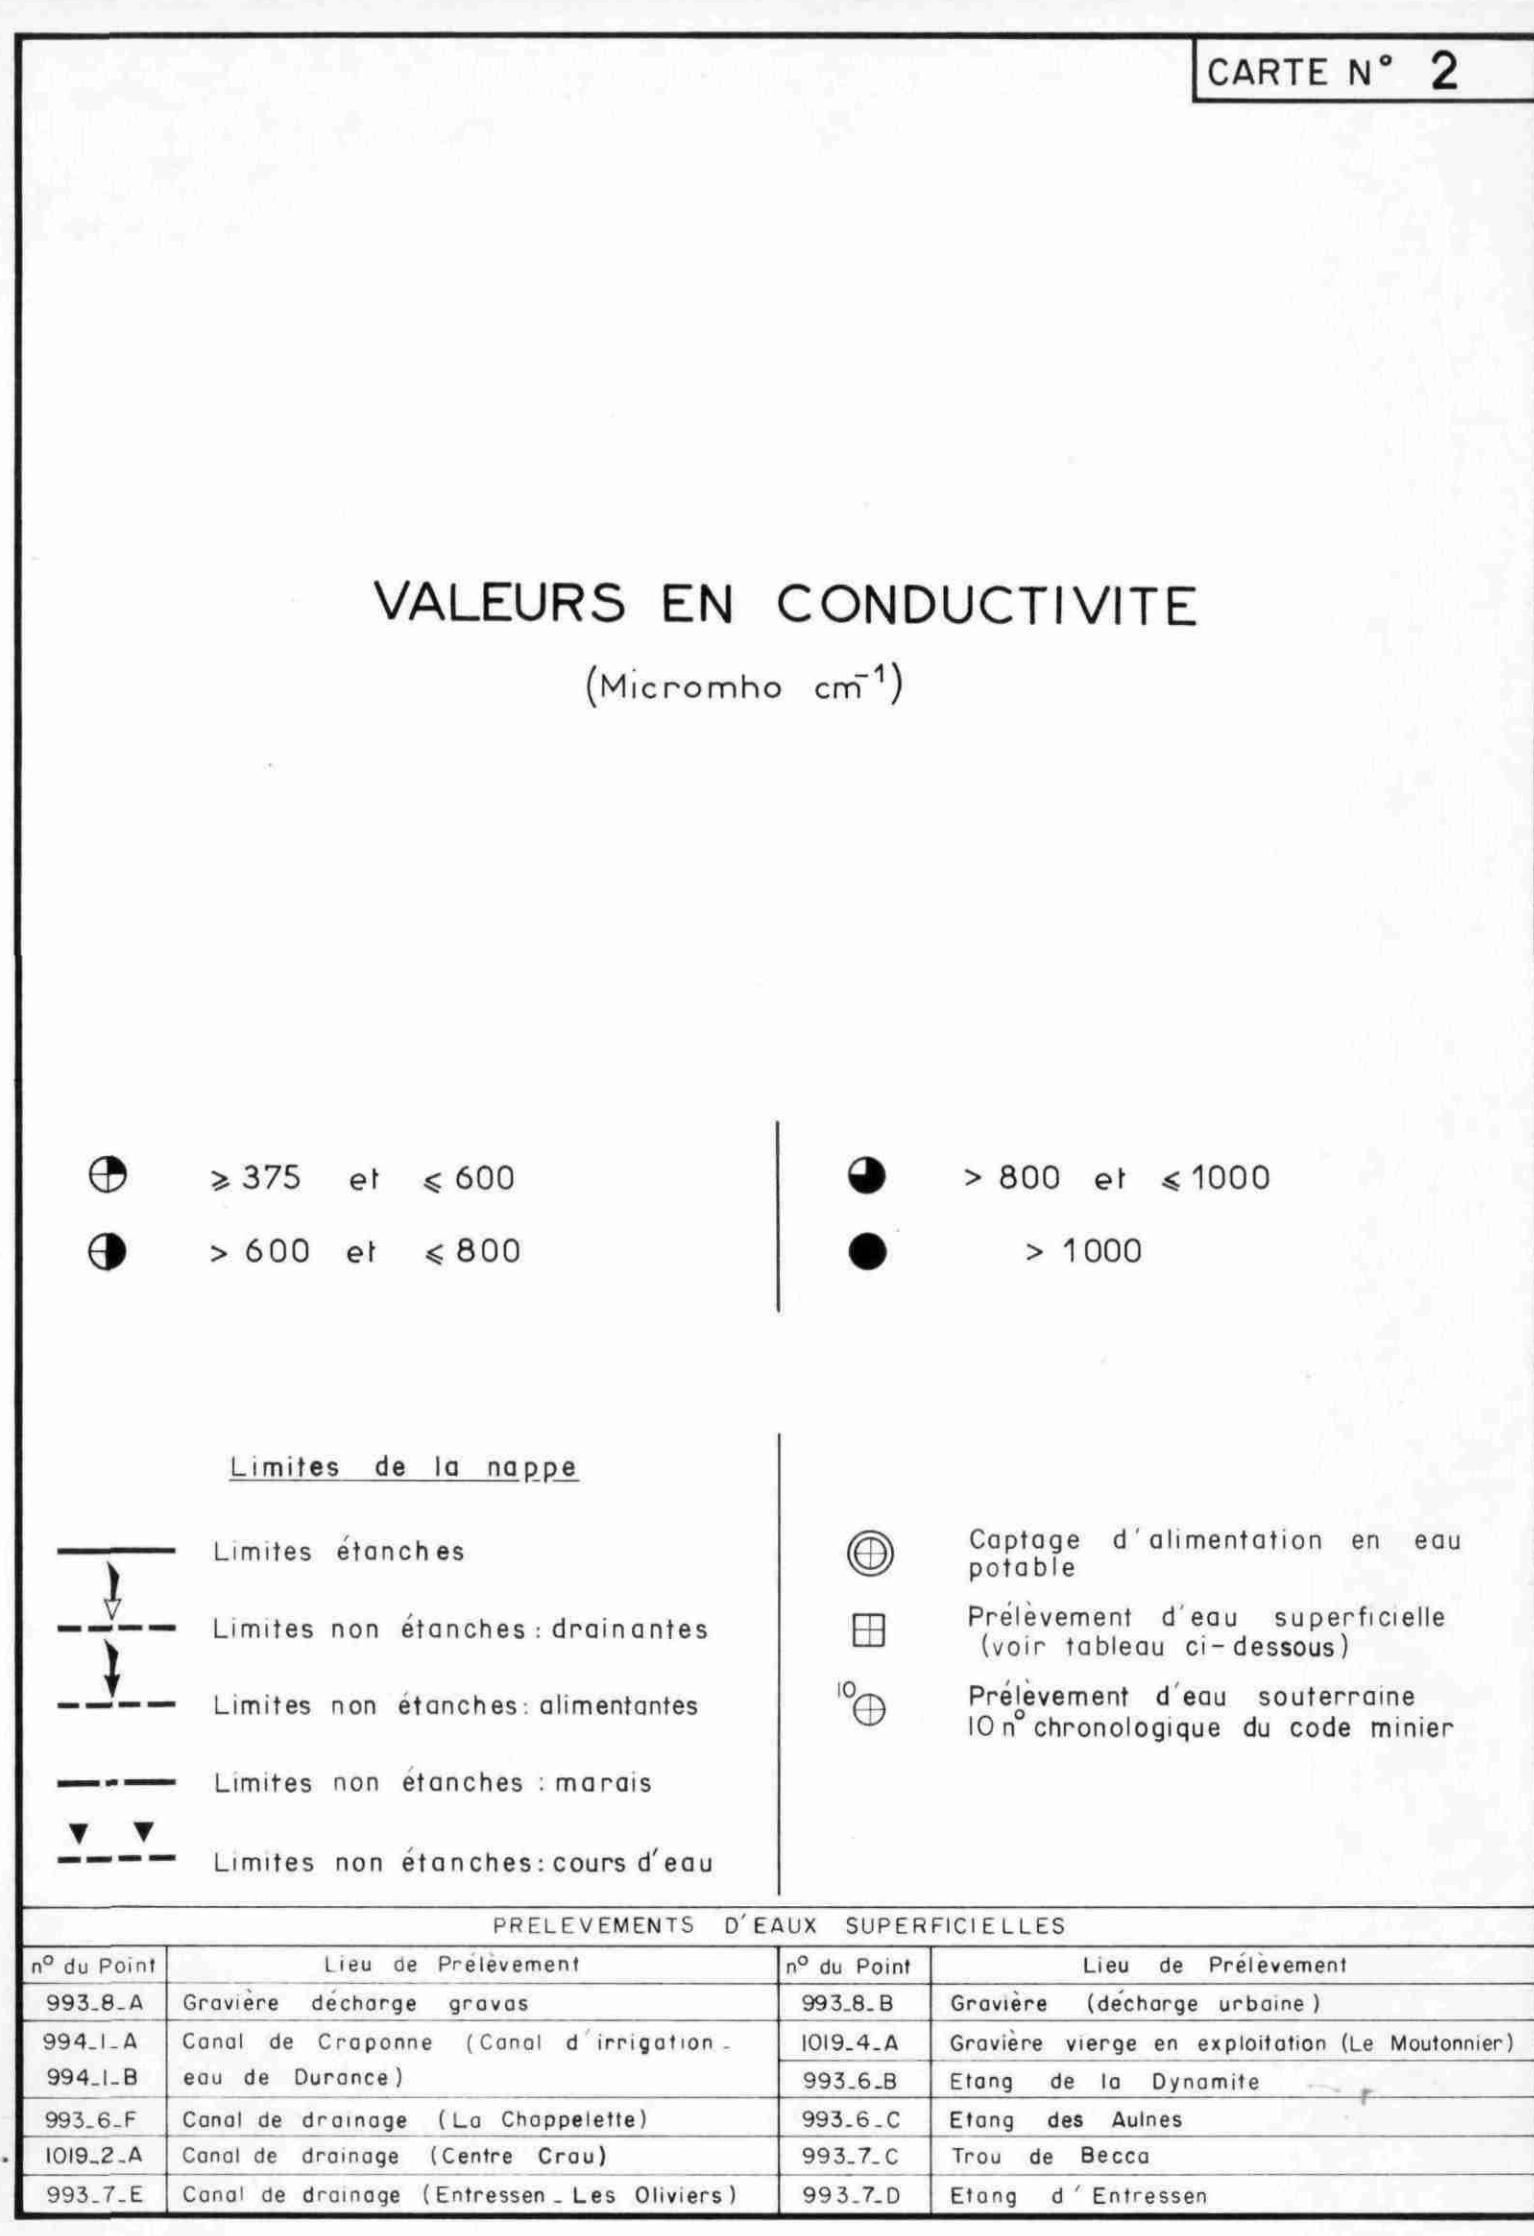 CARTE N° 2
VALEURS EN CONDUCTIVITE
(Micromho cm⁻¹)
⩾ 375 et ⩽ 600
> 600 et ⩽ 800
> 800 et ⩽ 1000
> 1000
Limites de la nappe
Limites étanches
Limites non étanches : drainantes
Limites non étanches : alimentantes
Limites non étanches : marais
Limites non étanches : cours d'eau
Captage d'alimentation en eau
potable
Prélèvement d'eau superficielle
(voir tableau ci-dessous)
10
Prélèvement d'eau souterraine
10 n° chronologique du code minier
PRELEVEMENTS D'EAUX SUPERFICIELLES
n° du Point Lieu de Prélèvement n° du Point Lieu de Prélèvement
993_8_A Gravière décharge gravas 993_8_B Gravière (décharge urbaine)
994_1_A Canal de Craponne (Canal d'irrigation - 1019_4_A Gravière vierge en exploitation (Le Moutonnier)
994_1_B eau de Durance) 993_6_B Etang de la Dynamite
993_6_F Canal de drainage (La Chappelette) 993_6_C Etang des Aulnes
1019_2_A Canal de drainage (Centre Crau) 993_7_C Trou de Becca
993_7_E Canal de drainage (Entressen _ Les Oliviers) 993_7_D Etang d'Entressen